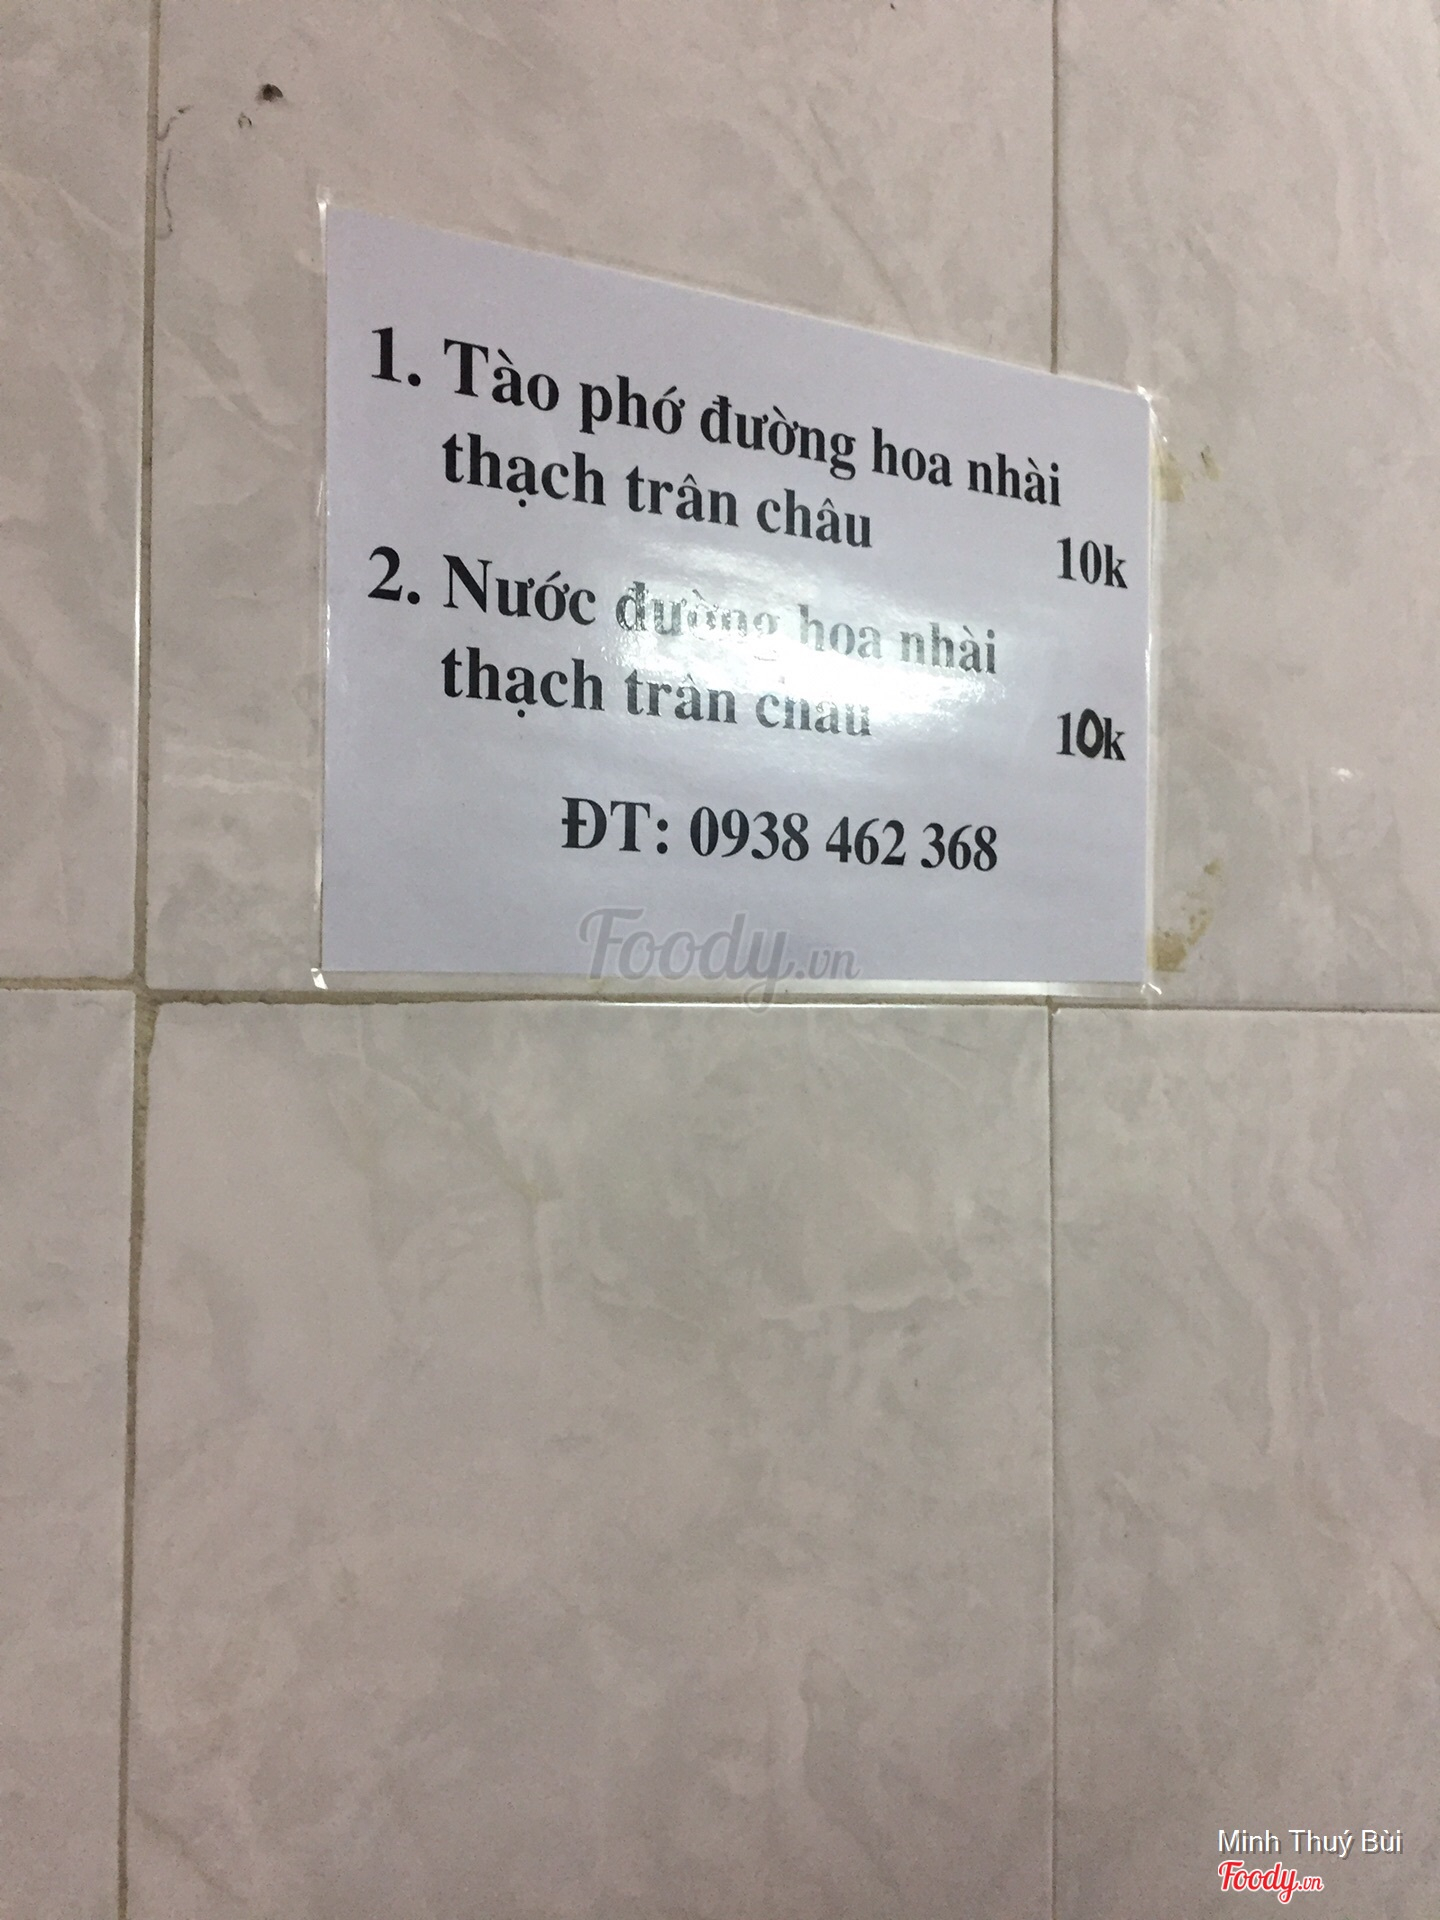 1. Tào phớ đường hoa nhài
thạch trân châu 10k
2. Nước đường hoa nhài
thạch trân châu 10k
ĐT: 0938 462 368
Foody.vn
Minh Thuý Bùi
Foody.vn